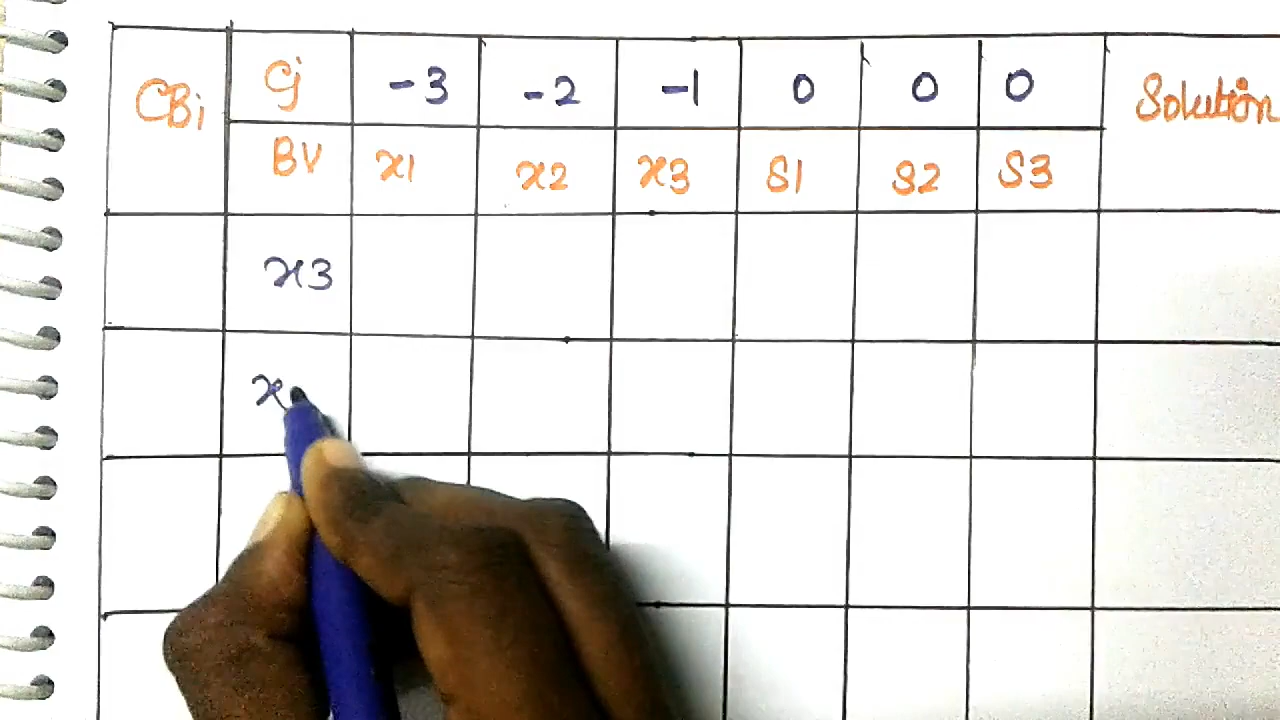 CBi Cj -3 -2 -1 0 0 0 Solution
BV x1 x2 x3 S1 S2 S3
x3
x